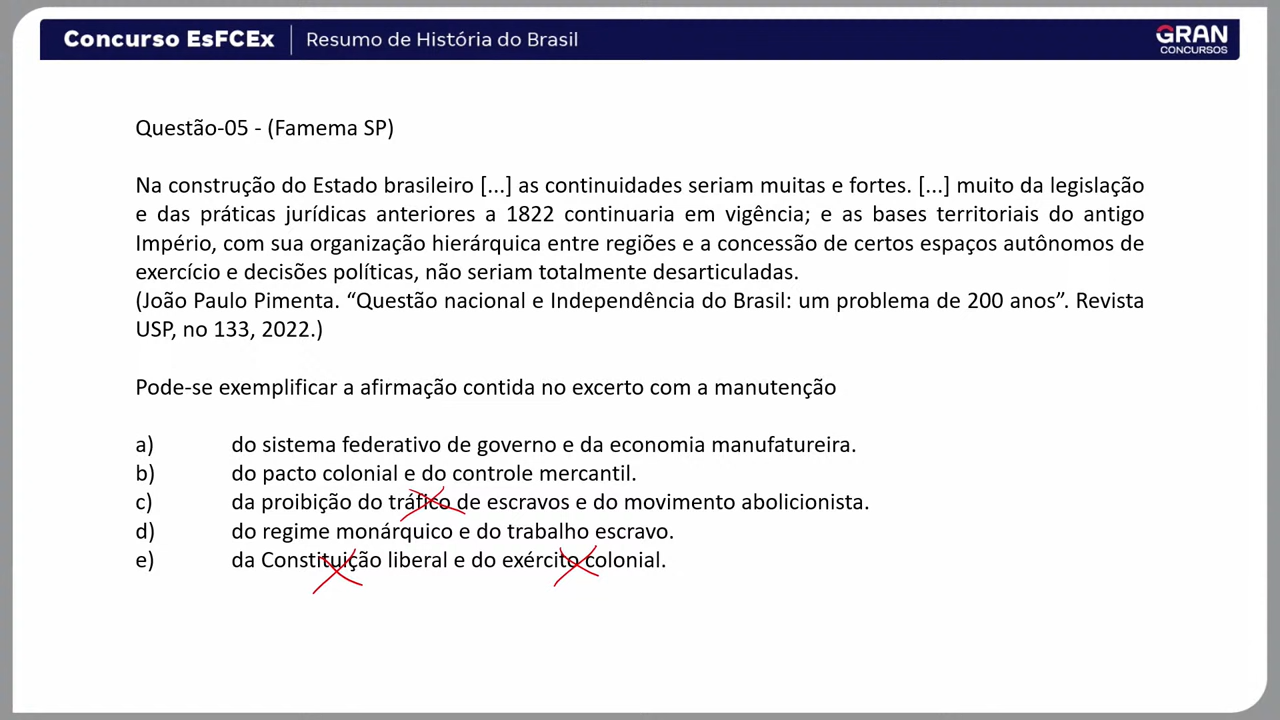 Concurso EsFCEx | Resumo de História do Brasil
GRAN
CONCURSOS
Questão-05 - (Famema SP)
Na construção do Estado brasileiro [...] as continuidades seriam muitas e fortes. [...] muito da legislação
e das práticas jurídicas anteriores a 1822 continuaria em vigência; e as bases territoriais do antigo
Império, com sua organização hierárquica entre regiões e a concessão de certos espaços autônomos de
exercício e decisões políticas, não seriam totalmente desarticuladas.
(João Paulo Pimenta. “Questão nacional e Independência do Brasil: um problema de 200 anos”. Revista
USP, no 133, 2022.)
Pode-se exemplificar a afirmação contida no excerto com a manutenção
a) do sistema federativo de governo e da economia manufatureira.
b) do pacto colonial e do controle mercantil.
c) da proibição do tráfico de escravos e do movimento abolicionista.
d) do regime monárquico e do trabalho escravo.
e) da Constituição liberal e do exército colonial.